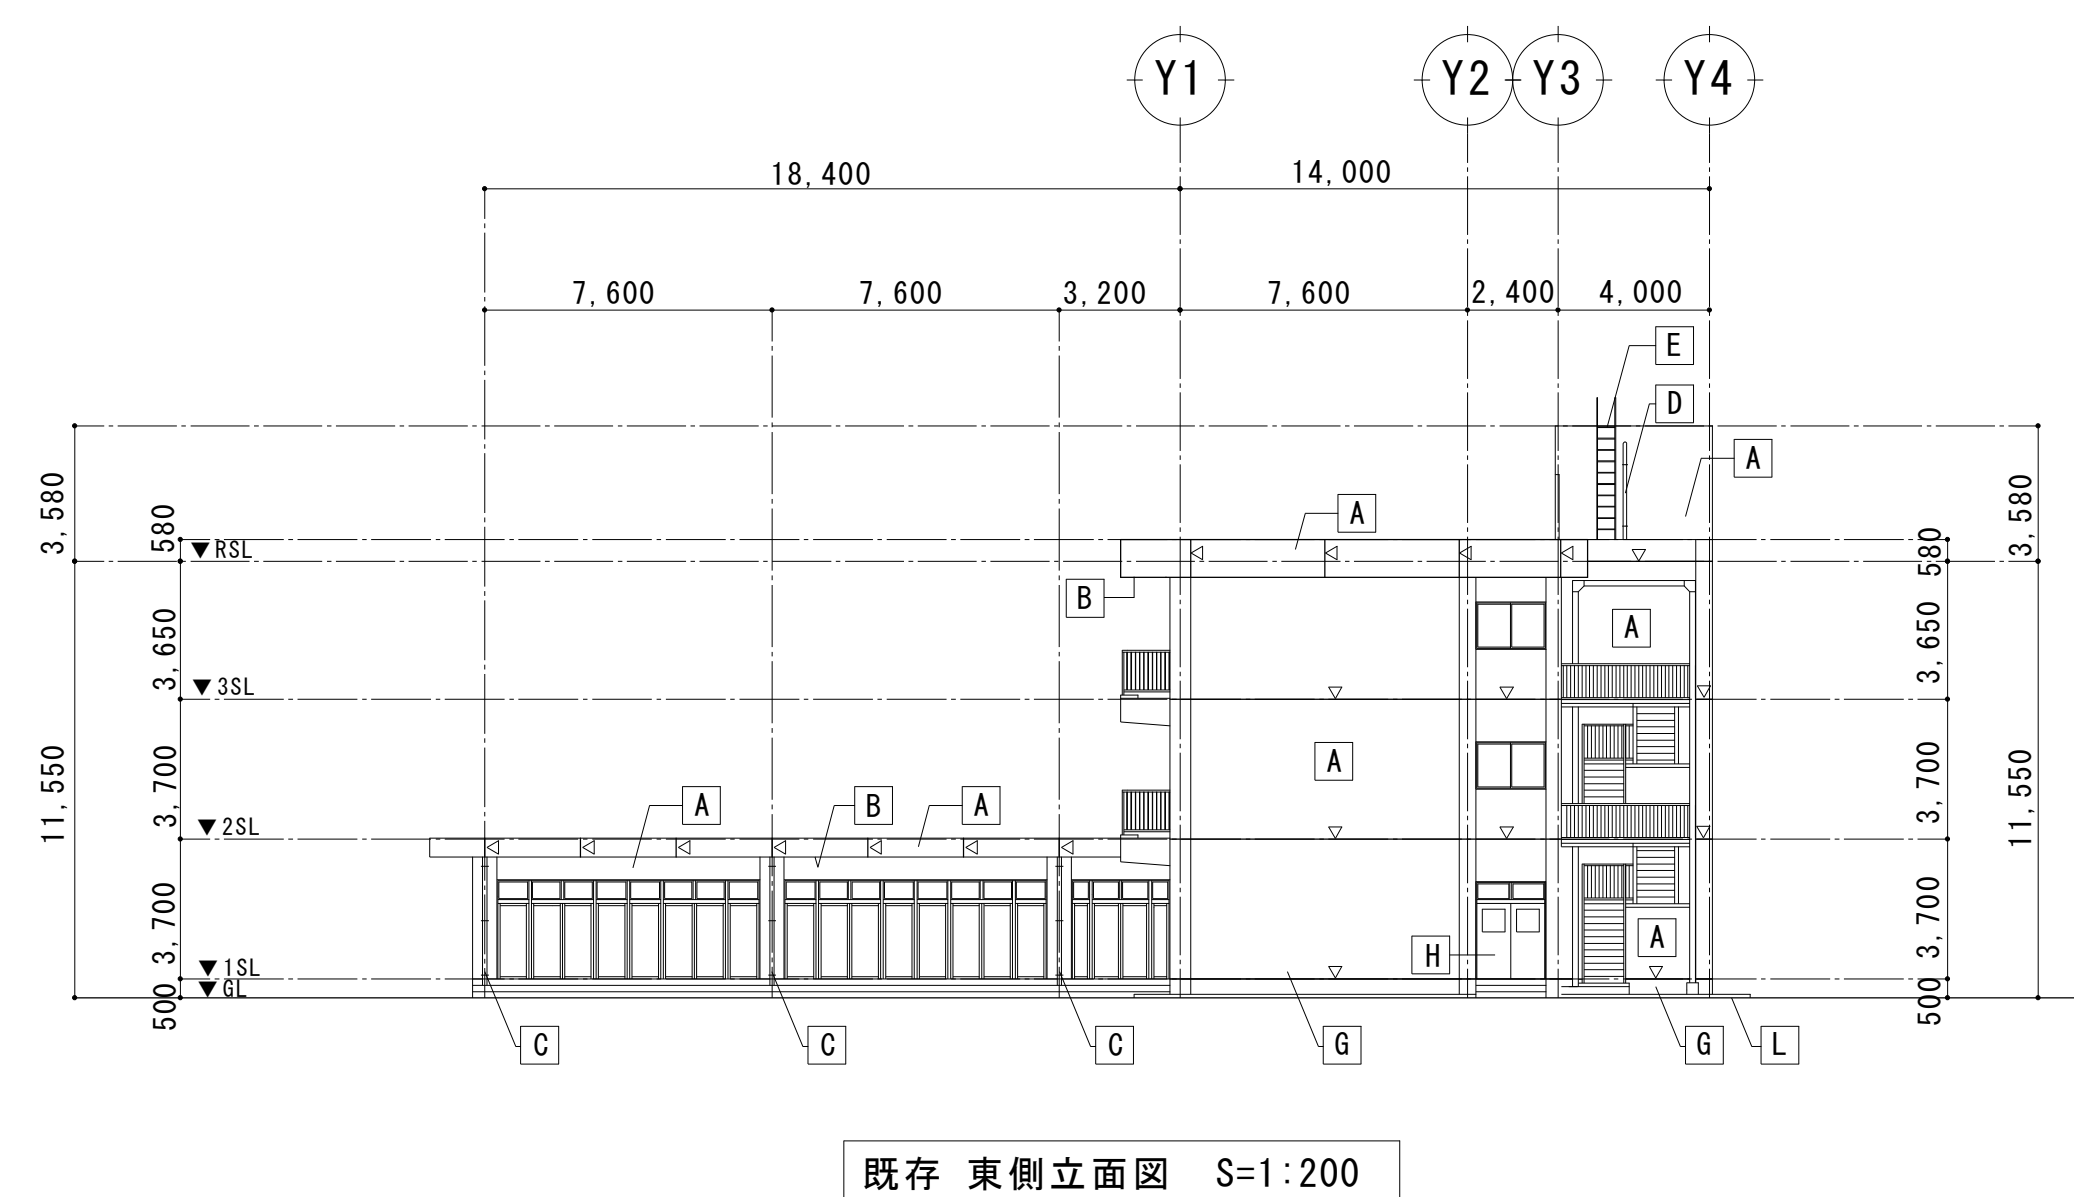 Y1 Y2 Y3 Y4
18,400 14,000
7,600 7,600 3,200 7,600 2,400 4,000
E
D
A
A
3,580
580
RSL
580
3,580
B
A
3,650
3SL
3,650
A
11,550
3,700
2SL
A B A
3,700
11,550
3,700
1SL
H
A
3,700
500
GL
500
C C C G G L
既存 東側立面図 S=1:200